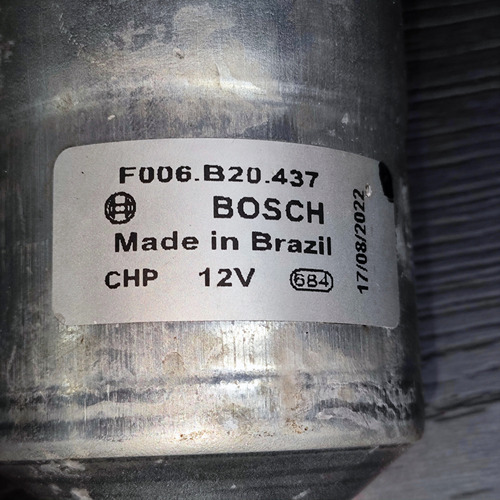 F006.B20.437
BOSCH
Made in Brazil
CHP 12V 6B4
17/08/2022